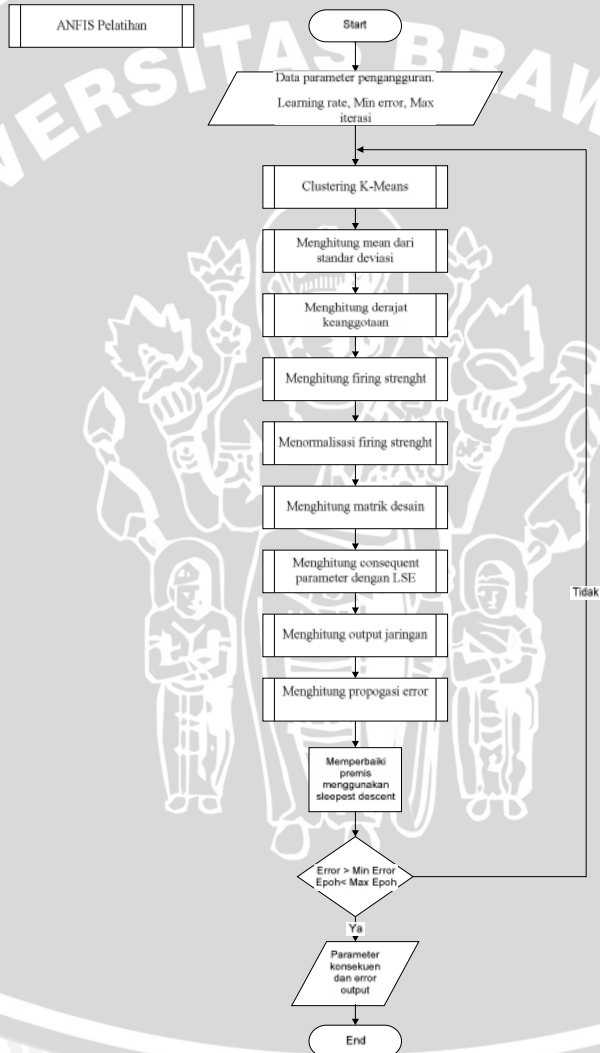 ANFIS Pelatihan
Start
VERSITAS BRAW
Data parameter pengangguran.
Learning rate, Min error, Max
iterasi
Clustering K-Means
Menghitung mean dari
standar deviasi
Menghitung derajat
keanggotaan
Menghitung firing strenght
Menormalisasi firing strenght
Menghitung matrik desain
Menghitung consequent
parameter dengan LSE
Tidak
Menghitung output jaringan
Menghitung propogasi error
Memperbaiki
premis
menggunakan
sleepest descent
Error > Min Error
Epoh< Max Epoh
Ya
Parameter
konsekuen
dan error
output
End